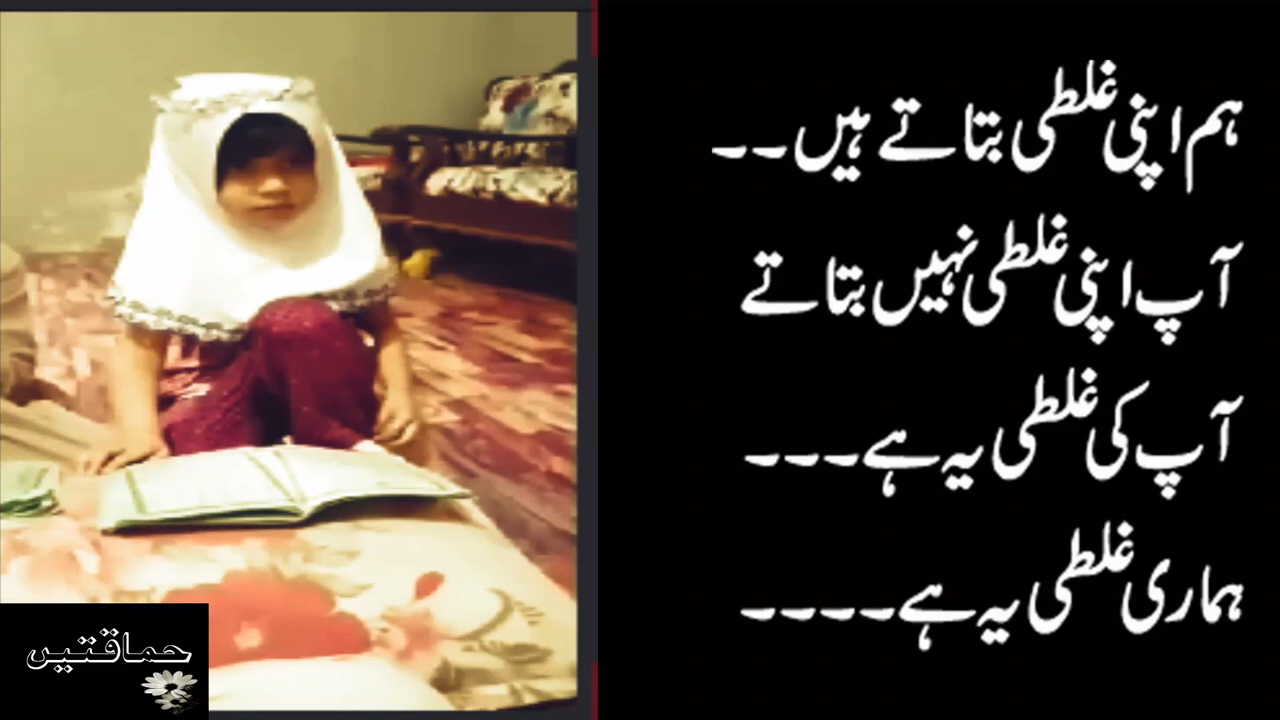 ہم اپنی غلطی بتاتے ہیں۔۔
آپ اپنی غلطی نہیں بتاتے
آپ کی غلطی یہ ہے۔۔۔
ہماری غلطی یہ ہے۔۔۔۔
حماقتیں